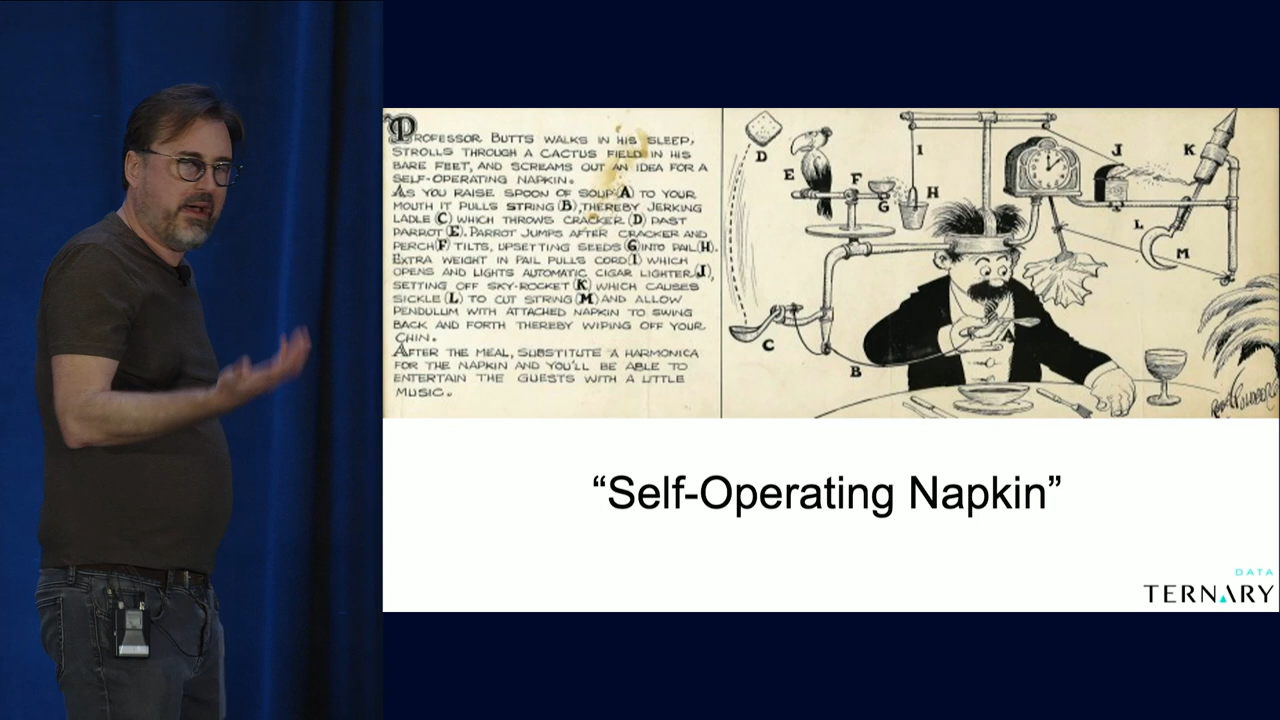 PROFESSOR BUTTS WALKS IN HIS SLEEP,
STROLLS THROUGH A CACTUS FIELD IN HIS
BARE FEET, AND SCREAMS OUT AN IDEA FOR A
SELF-OPERATING NAPKIN.
AS YOU RAISE SPOON OF SOUP (A) TO YOUR
MOUTH IT PULLS STRING (B), THEREBY JERKING
LADLE (C) WHICH THROWS CRACKER (D) PAST
PARROT (E). PARROT JUMPS AFTER CRACKER AND
PERCH (F) TILTS, UPSETTING SEEDS (G) INTO PAIL (H).
EXTRA WEIGHT IN PAIL PULLS CORD (I) WHICH
OPENS AND LIGHTS AUTOMATIC CIGAR LIGHTER (J),
SETTING OFF SKY-ROCKET (K) WHICH CAUSES
SICKLE (L) TO CUT STRING (M) AND ALLOW
PENDULUM WITH ATTACHED NAPKIN TO SWING
BACK AND FORTH THEREBY WIPING OFF YOUR
CHIN.
AFTER THE MEAL, SUBSTITUTE A HARMONICA
FOR THE NAPKIN AND YOU'LL BE ABLE TO
ENTERTAIN THE GUESTS WITH A LITTLE
MUSIC.
D
E
F
G
H
I
J
K
L
M
C
B
A
“Self-Operating Napkin”
DATA
TERNARY